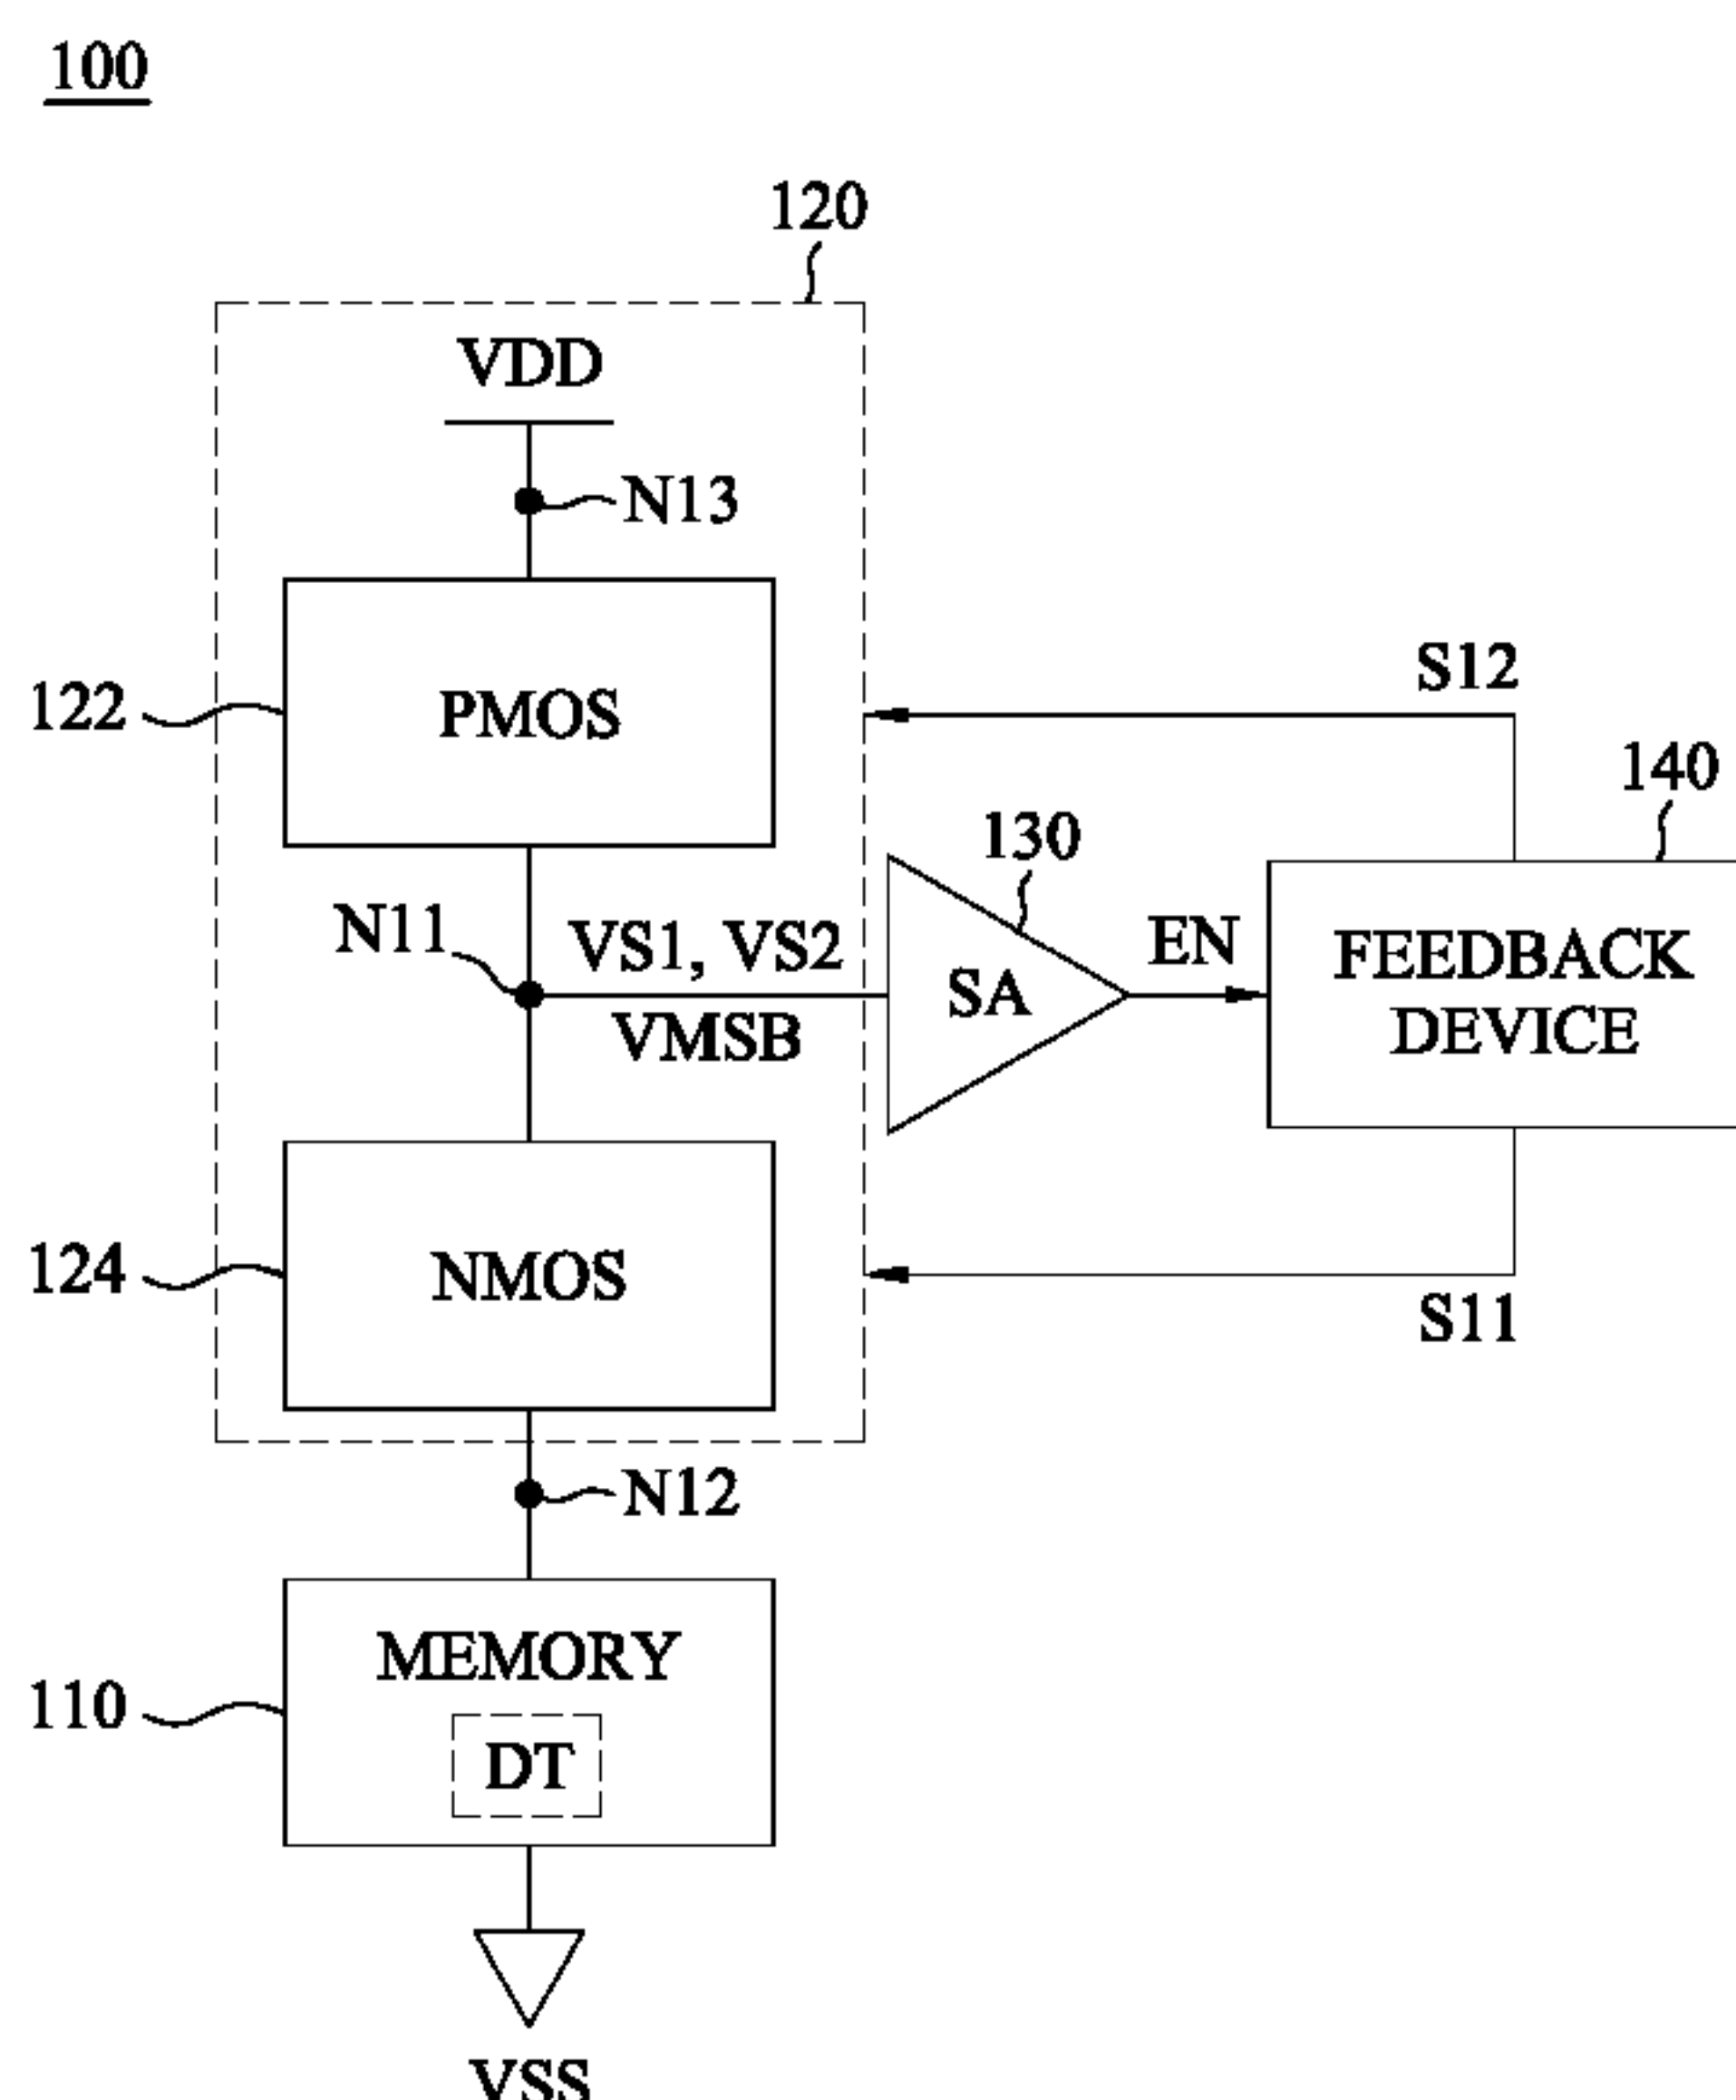 100
120
VDD
N13
122
PMOS
S12
140
130
N11
VS1, VS2
EN
FEEDBACK
DEVICE
SA
VMSB
124
NMOS
S11
N12
MEMORY
110
DT
VSS